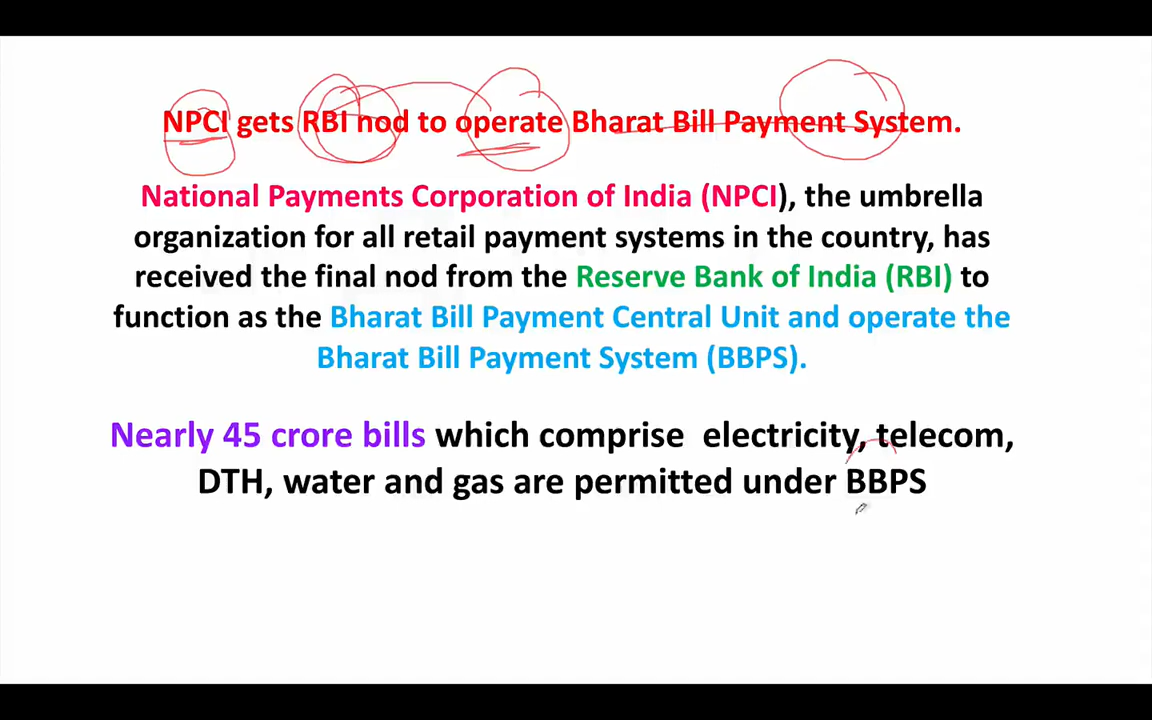 NPCI gets RBI nod to operate Bharat Bill Payment System.
National Payments Corporation of India (NPCI), the umbrella
organization for all retail payment systems in the country, has
received the final nod from the Reserve Bank of India (RBI) to
function as the Bharat Bill Payment Central Unit and operate the
Bharat Bill Payment System (BBPS).
Nearly 45 crore bills which comprise electricity, telecom,
DTH, water and gas are permitted under BBPS